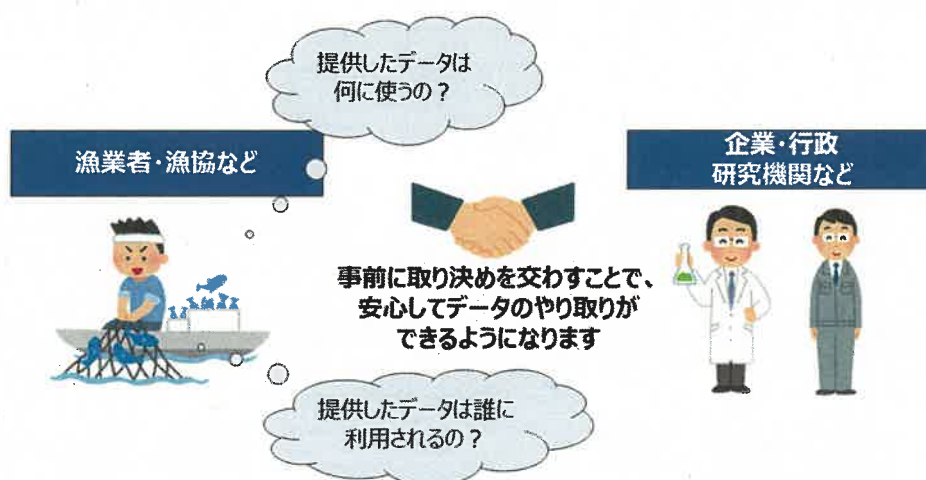 提供したデータは
何に使うの？
漁業者・漁協など
企業・行政
研究機関など
事前に取り決めを交わすことで、
安心してデータのやり取りが
できるようになります
提供したデータは誰に
利用されるの？